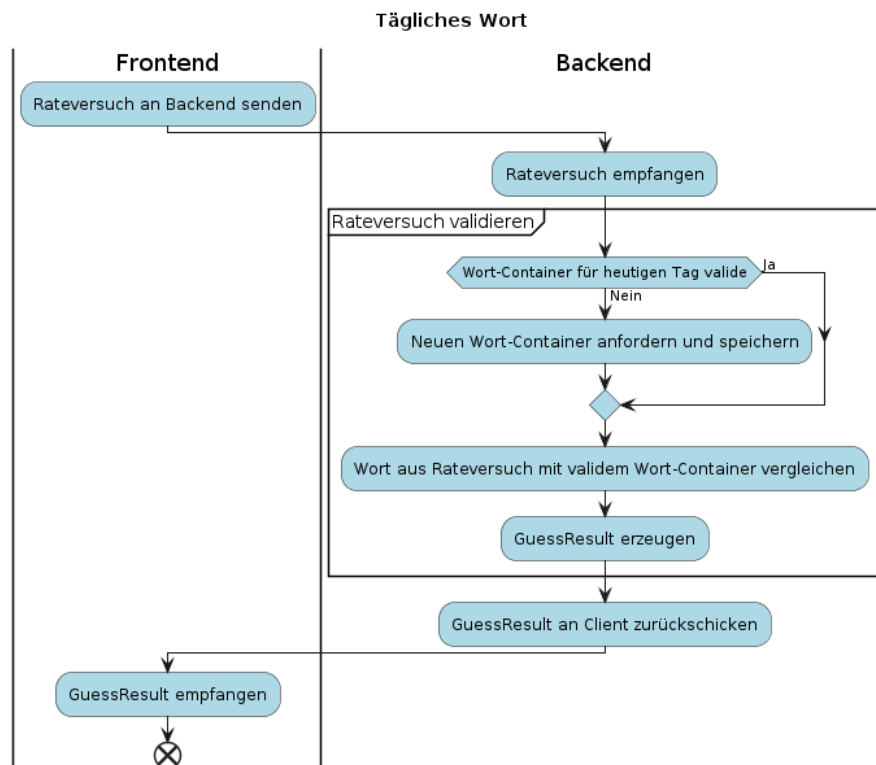 Tägliches Wort
Frontend
Backend
Rateversuch an Backend senden
Rateversuch empfangen
Rateversuch validieren
Wort-Container für heutigen Tag valide
Ja
Nein
Neuen Wort-Container anfordern und speichern
Wort aus Rateversuch mit validem Wort-Container vergleichen
GuessResult erzeugen
GuessResult an Client zurückschicken
GuessResult empfangen